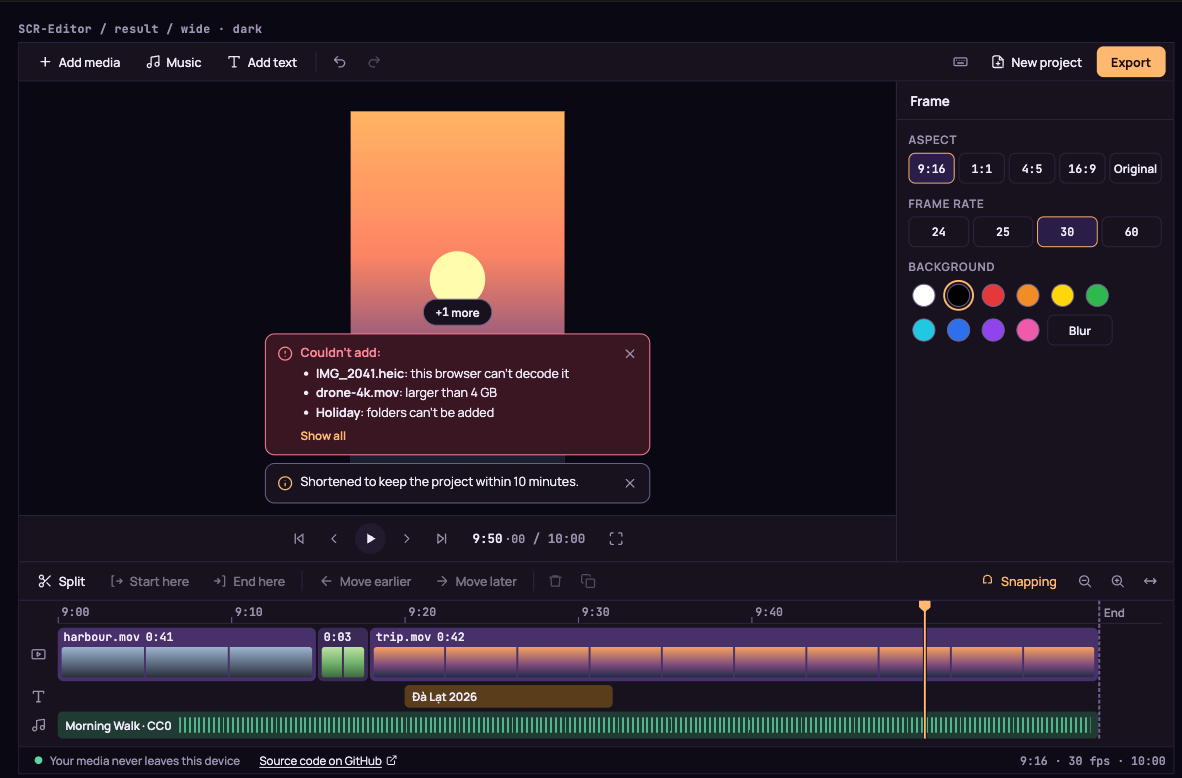 SCR-Editor / result / wide · dark
Add media Music Add text New project Export
Frame
ASPECT
9:16 1:1 4:5 16:9 Original
FRAME RATE
24 25 30 60
BACKGROUND
Blur
+1 more
Couldn't add:
• IMG_2041.heic: this browser can't decode it
• drone-4k.mov: larger than 4 GB
• Holiday: folders can't be added
Show all
Shortened to keep the project within 10 minutes.
9:50·00 / 10:00
Split Start here End here Move earlier Move later Snapping
9:00 9:10 9:20 9:30 9:40 End
harbour.mov 0:41 0:03 trip.mov 0:42
Đà Lạt 2026
Morning Walk · CC0
Your media never leaves this device Source code on GitHub 9:16 · 30 fps · 10:00